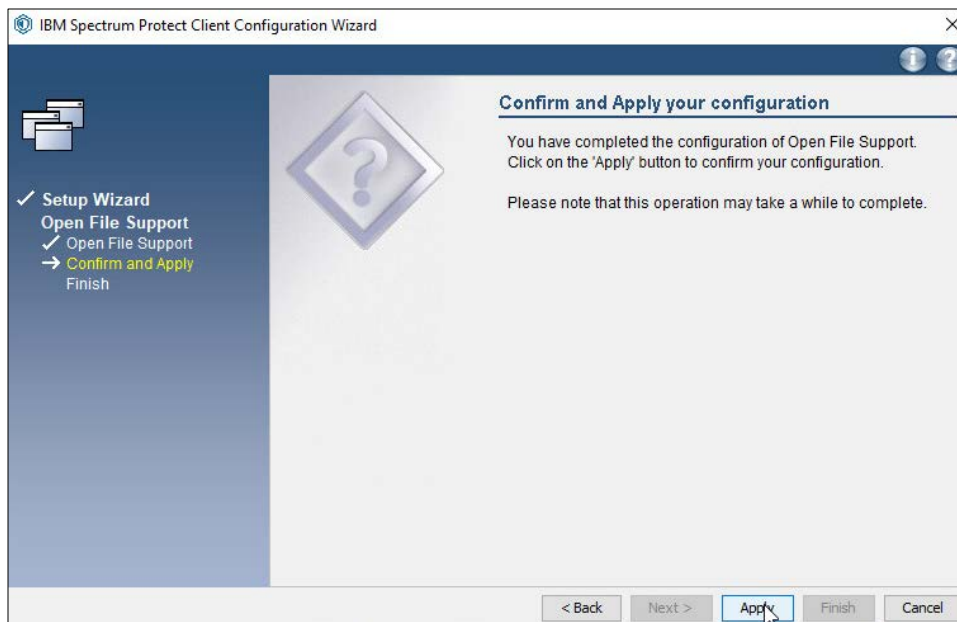 IBM Spectrum Protect Client Configuration Wizard
Confirm and Apply your configuration
You have completed the configuration of Open File Support.
Click on the 'Apply' button to confirm your configuration.
Please note that this operation may take a while to complete.
Setup Wizard
Open File Support
Open File Support
Confirm and Apply
Finish
< Back Next > Apply Finish Cancel